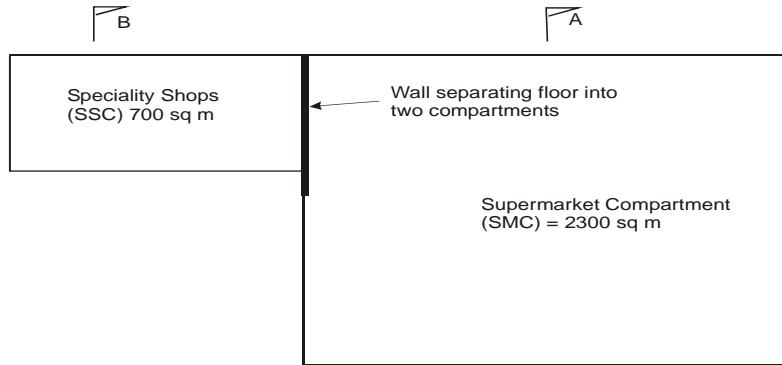 B
A
Speciality Shops
(SSC) 700 sq m
Wall separating floor into
two compartments
Supermarket Compartment
(SMC) = 2300 sq m